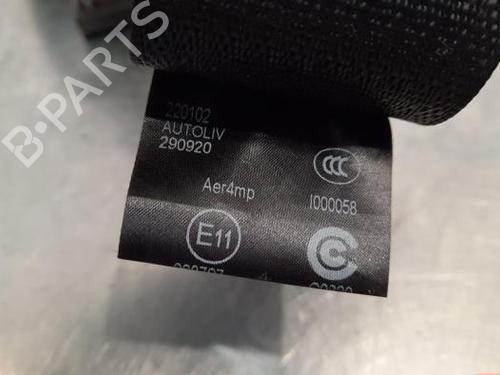 220102
AUTOLIV
290920
Aer4mp
I000058
E11
B-PARTS